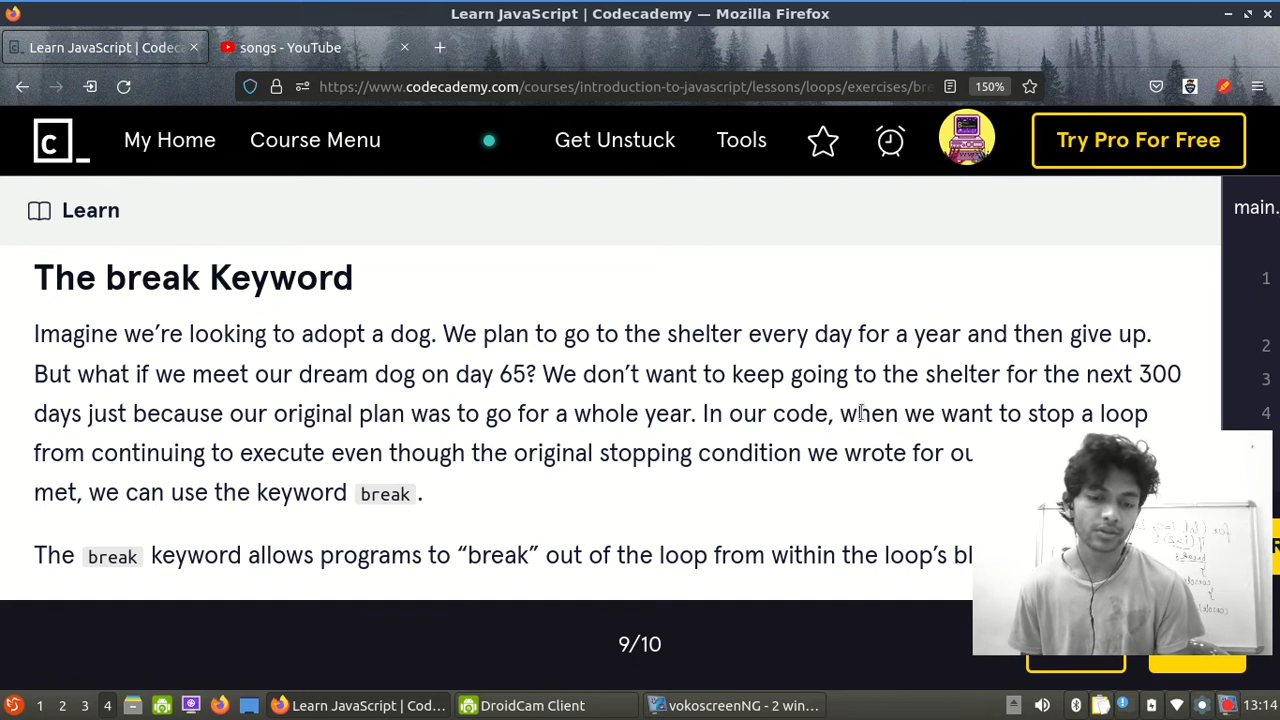 Learn JavaScript | Codecademy — Mozilla Firefox
Learn JavaScript | Codec
songs - YouTube
https://www.codecademy.com/courses/introduction-to-javascript/lessons/loops/exercises/bre
150%
My Home
Course Menu
Get Unstuck
Tools
Try Pro For Free
Learn
main.
The break Keyword
Imagine we’re looking to adopt a dog. We plan to go to the shelter every day for a year and then give up.
But what if we meet our dream dog on day 65? We don’t want to keep going to the shelter for the next 300
days just because our original plan was to go for a whole year. In our code, when we want to stop a loop
from continuing to execute even though the original stopping condition we wrote for ou
met, we can use the keyword break.
The break keyword allows programs to “break” out of the loop from within the loop’s bl
1
2
3
4
9/10
1 2 3 4
Learn JavaScript | Cod...
DroidCam Client
vokoscreenNG - 2 win...
13:14